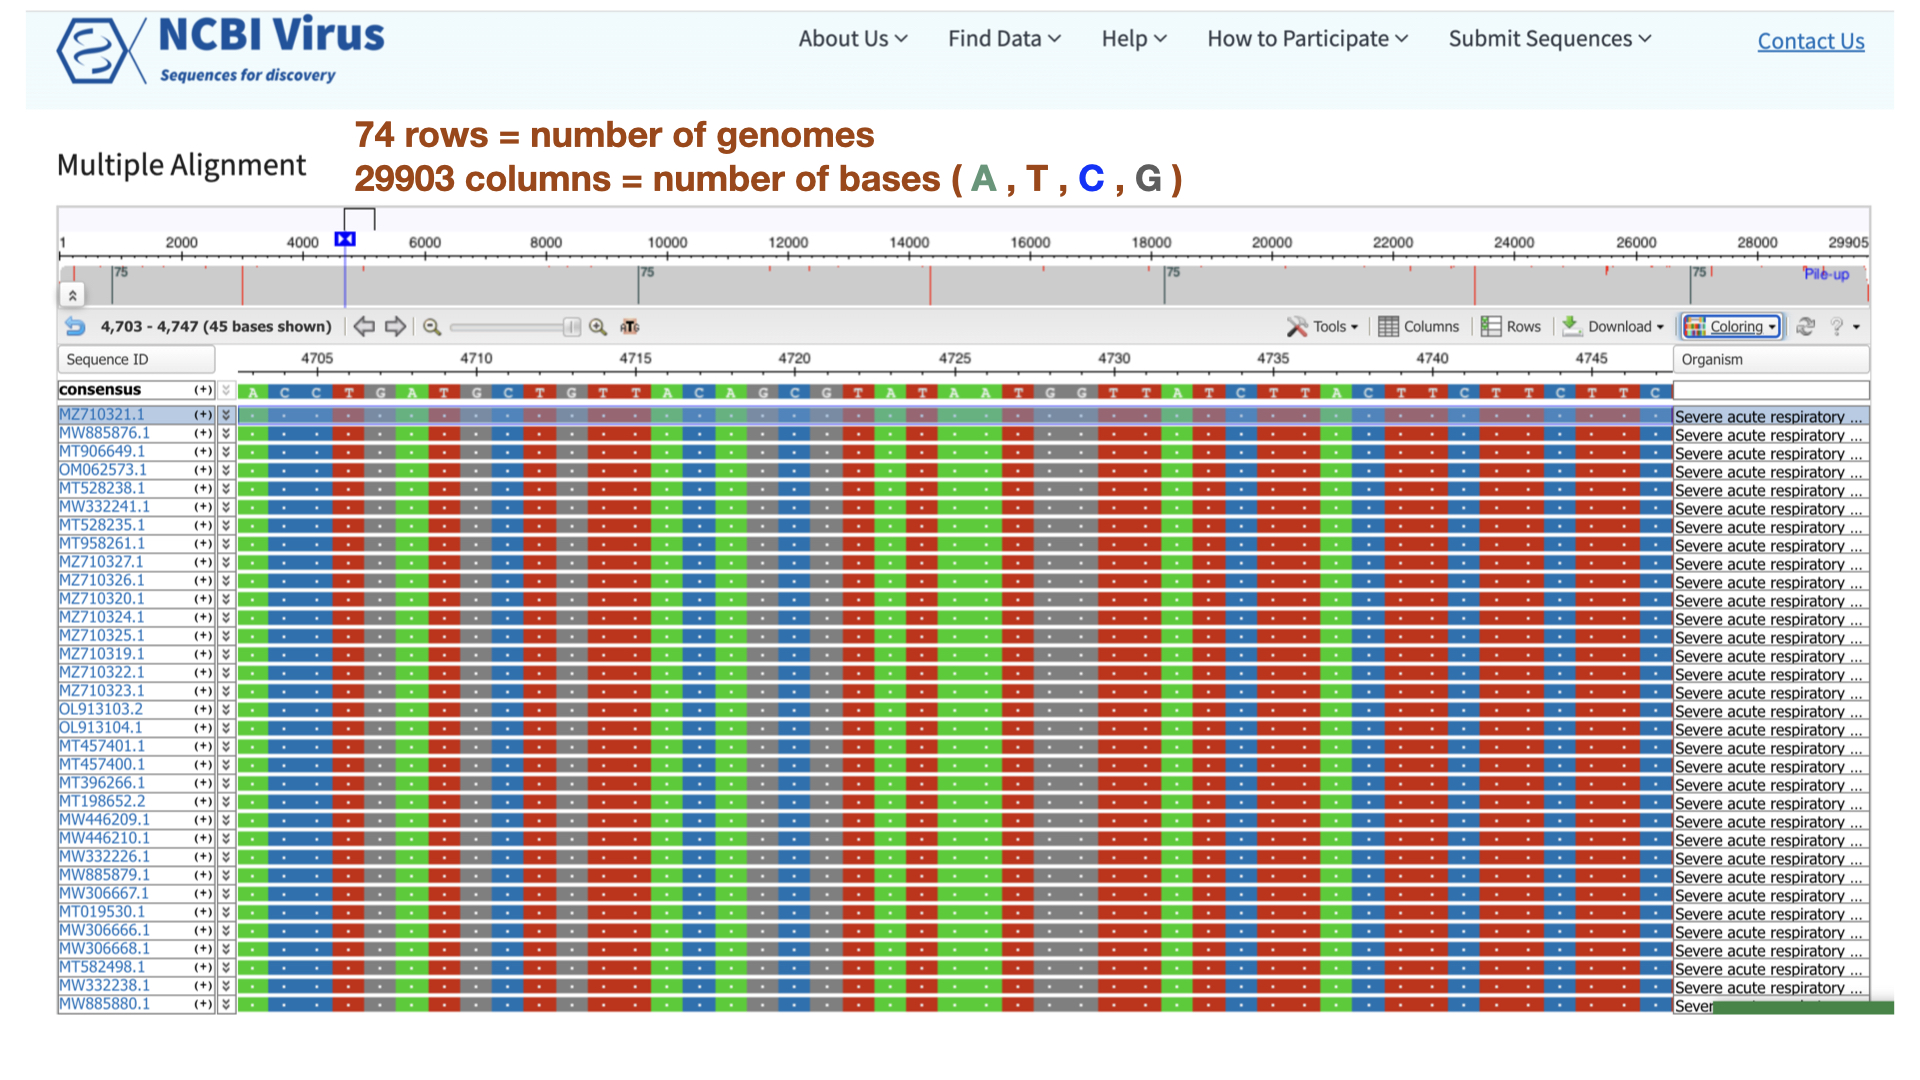 NCBI Virus
Sequences for discovery
About Us Find Data Help How to Participate Submit Sequences Contact Us
74 rows = number of genomes
Multiple Alignment
29903 columns = number of bases ( A , T , C , G )
1 2000 4000 6000 8000 10000 12000 14000 16000 18000 20000 22000 24000 26000 28000 29905
75 75 75 75 Pile-up
4,703 - 4,747 (45 bases shown) Tools Columns Rows Download Coloring ?
Sequence ID 4705 4710 4715 4720 4725 4730 4735 4740 4745 Organism
consensus (+) A C C T G A T G C T G T T A C A G C G T A T A A T G G T T A T C T T A C T T C T T C T T C
MZ710321.1 (+) Severe acute respiratory ...
MW885876.1 (+) Severe acute respiratory ...
MT906649.1 (+) Severe acute respiratory ...
OM062573.1 (+) Severe acute respiratory ...
MT528238.1 (+) Severe acute respiratory ...
MW332241.1 (+) Severe acute respiratory ...
MT528235.1 (+) Severe acute respiratory ...
MT958261.1 (+) Severe acute respiratory ...
MZ710327.1 (+) Severe acute respiratory ...
MZ710326.1 (+) Severe acute respiratory ...
MZ710320.1 (+) Severe acute respiratory ...
MZ710324.1 (+) Severe acute respiratory ...
MZ710325.1 (+) Severe acute respiratory ...
MZ710319.1 (+) Severe acute respiratory ...
MZ710322.1 (+) Severe acute respiratory ...
MZ710323.1 (+) Severe acute respiratory ...
OL913103.2 (+) Severe acute respiratory ...
OL913104.1 (+) Severe acute respiratory ...
MT457401.1 (+) Severe acute respiratory ...
MT457400.1 (+) Severe acute respiratory ...
MT396266.1 (+) Severe acute respiratory ...
MT198652.2 (+) Severe acute respiratory ...
MW446209.1 (+) Severe acute respiratory ...
MW446210.1 (+) Severe acute respiratory ...
MW332226.1 (+) Severe acute respiratory ...
MW885879.1 (+) Severe acute respiratory ...
MW306667.1 (+) Severe acute respiratory ...
MT019530.1 (+) Severe acute respiratory ...
MW306666.1 (+) Severe acute respiratory ...
MW306668.1 (+) Severe acute respiratory ...
MT582498.1 (+) Severe acute respiratory ...
MW332238.1 (+) Severe acute respiratory ...
MW885880.1 (+)